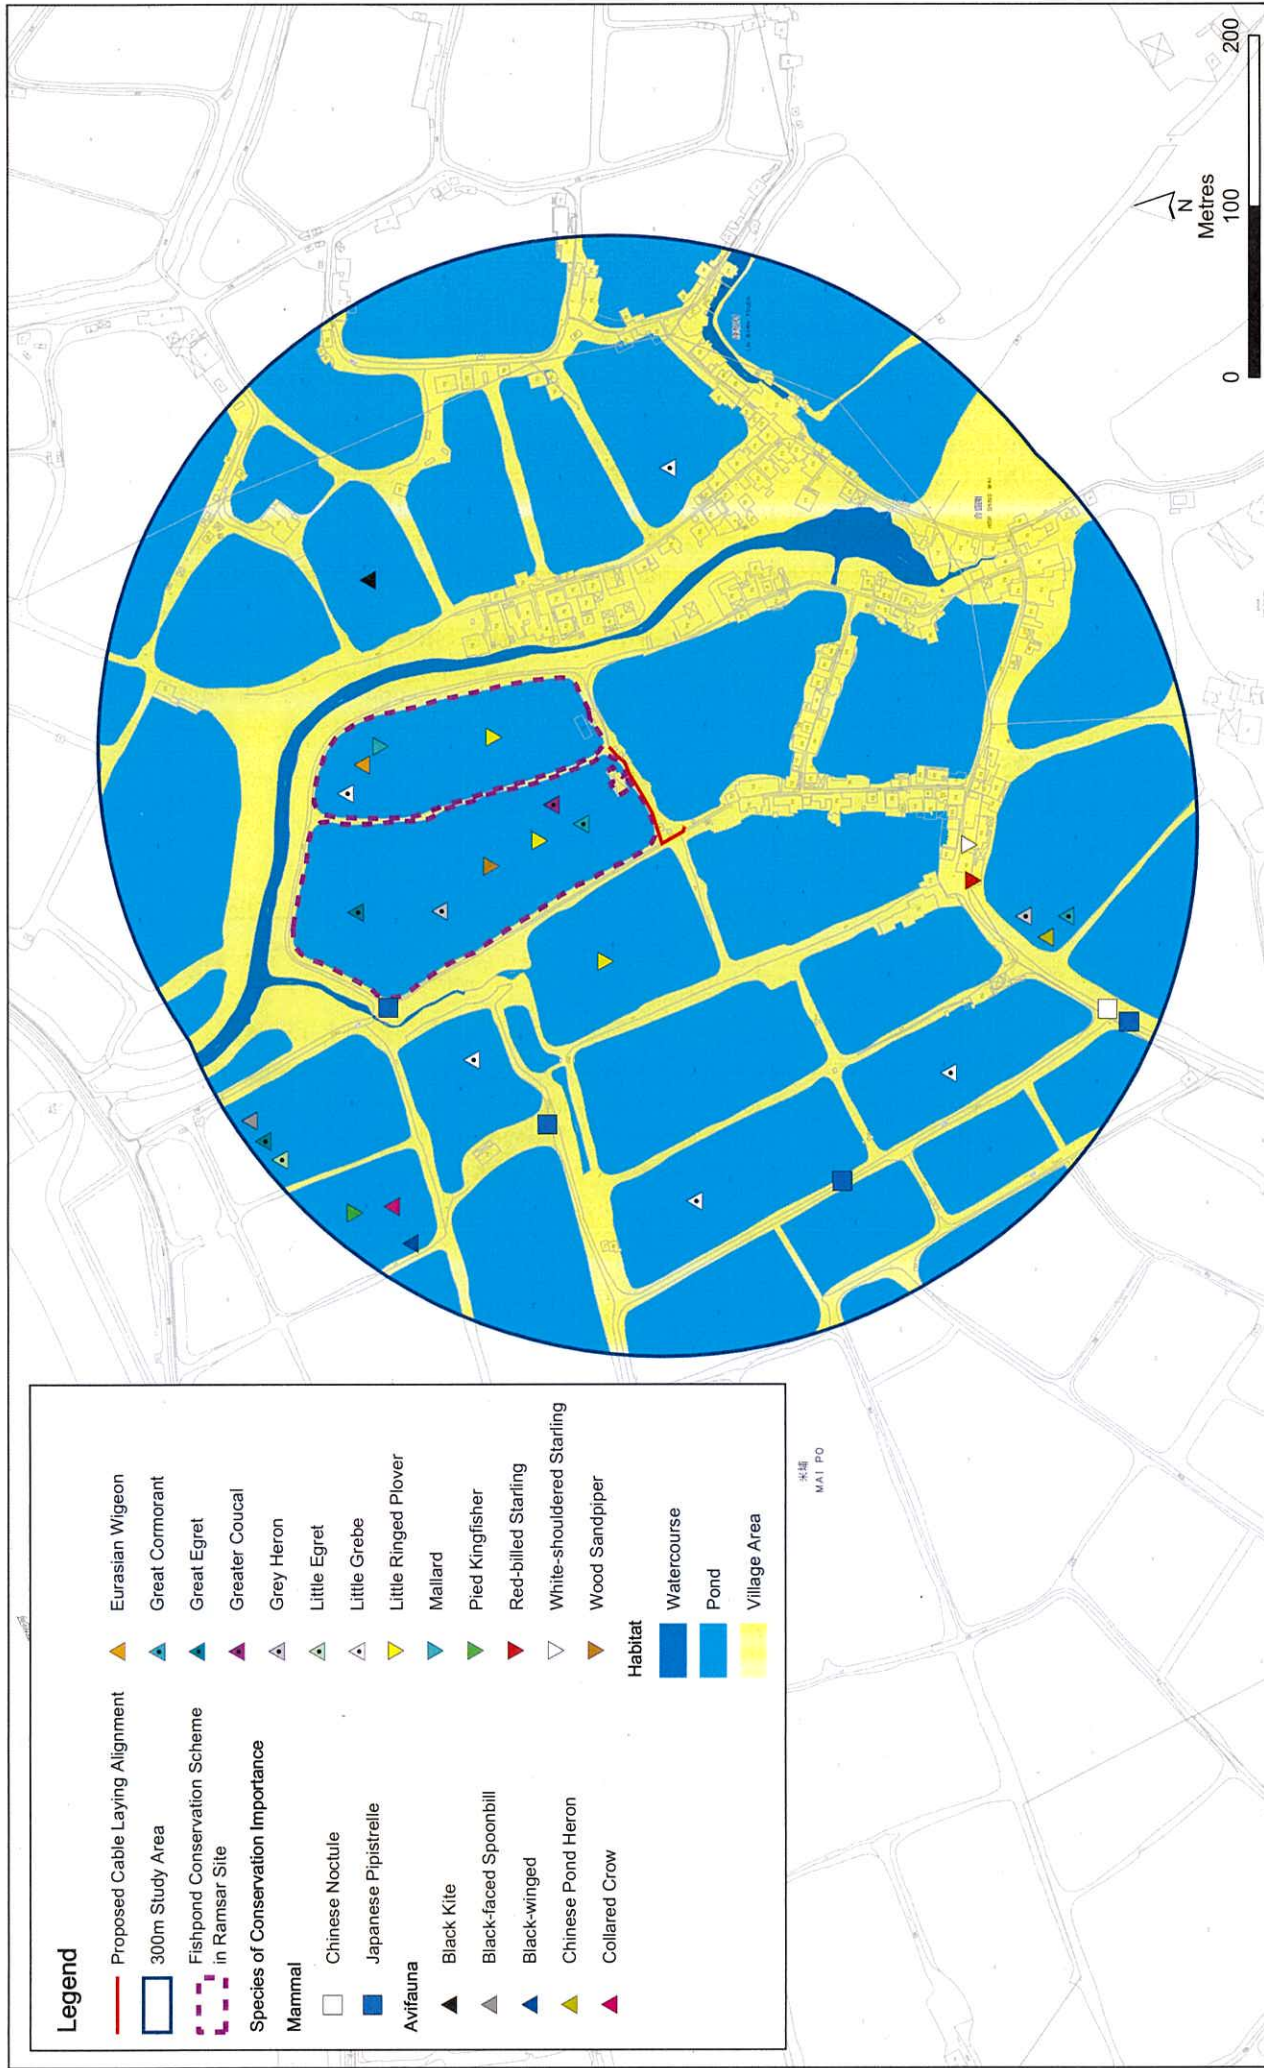 Legend
Proposed Cable Laying Alignment
300m Study Area
Fishpond Conservation Scheme
in Ramsar Site
Species of Conservation Importance
Mammal
Chinese Noctule
Japanese Pipistrelle
Avifauna
Black Kite
Black-faced Spoonbill
Black-winged
Chinese Pond Heron
Collared Crow
Eurasian Wigeon
Great Cormorant
Great Egret
Greater Coucal
Grey Heron
Little Egret
Little Grebe
Little Ringed Plover
Mallard
Pied Kingfisher
Red-billed Starling
White-shouldered Starling
Wood Sandpiper
Habitat
Watercourse
Pond
Village Area
米埔
MAI PO
N
Metres
0 100 200